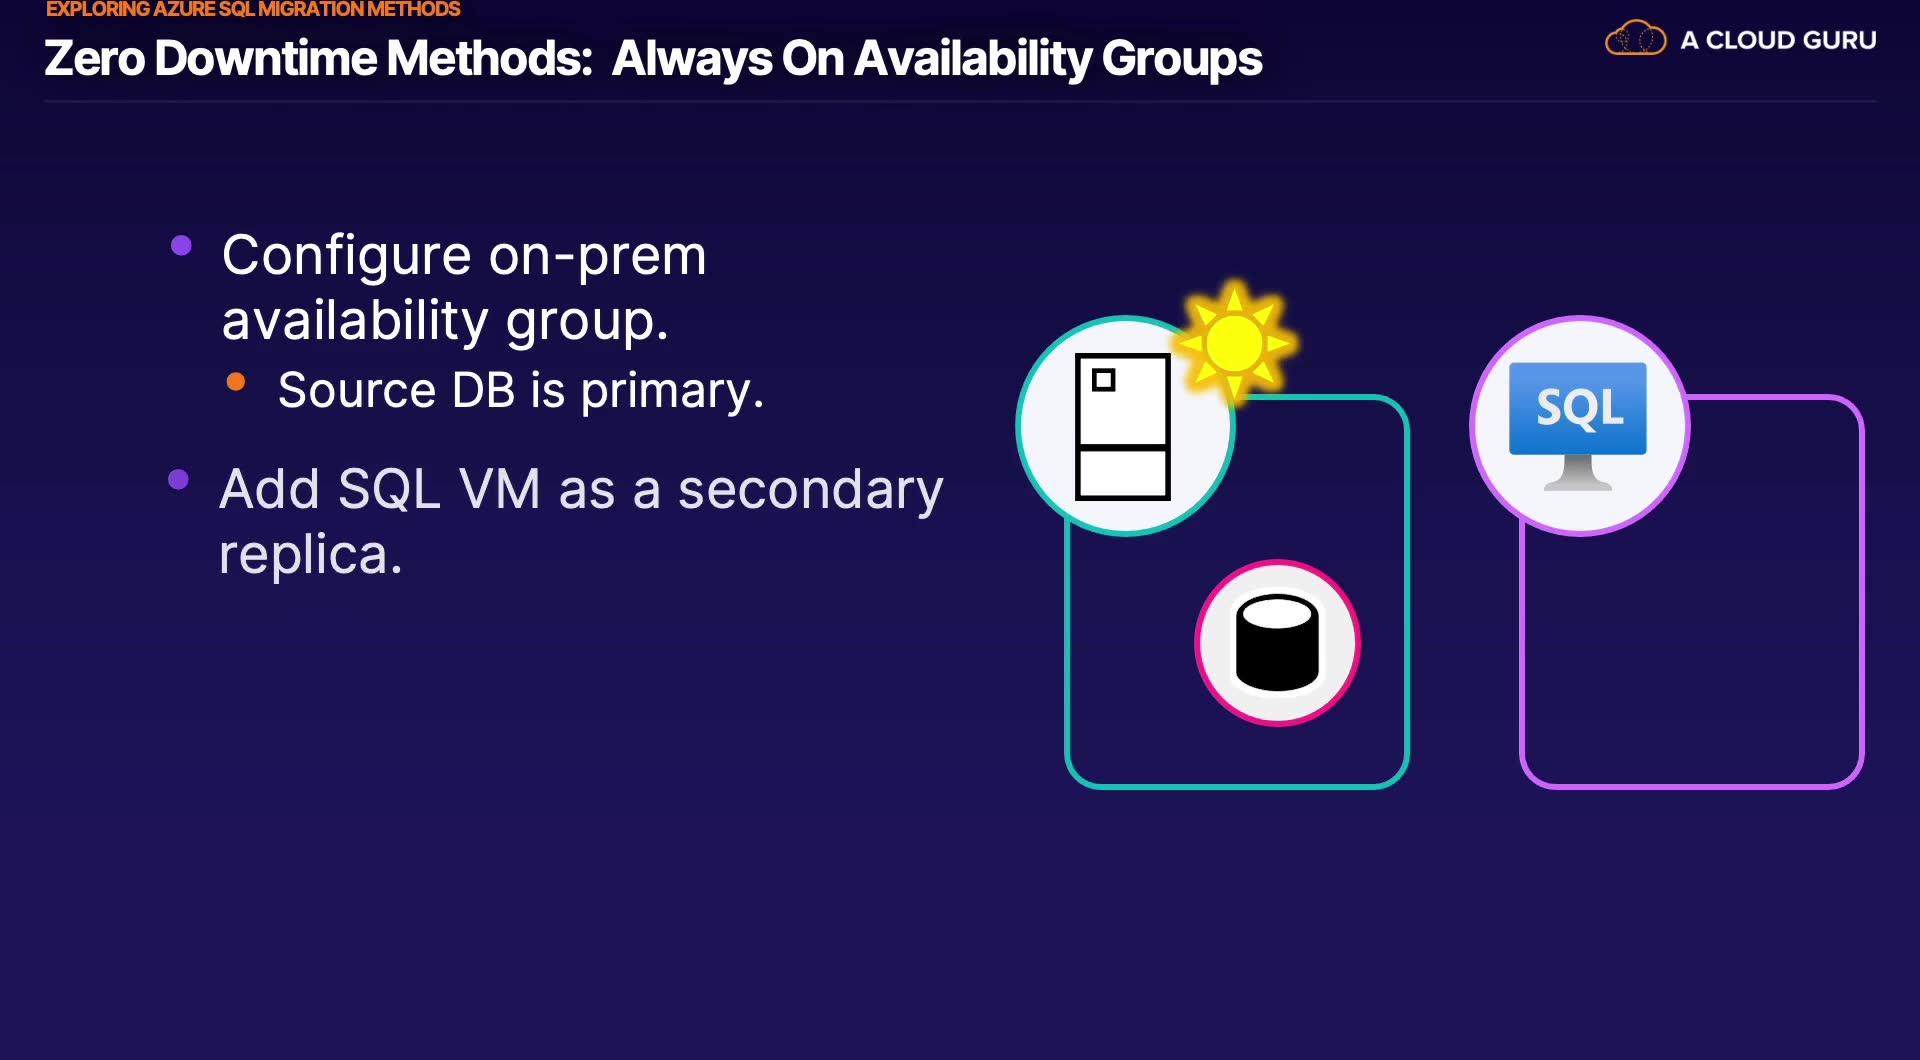 EXPLORING AZURE SQL MIGRATION METHODS
Zero Downtime Methods: Always On Availability Groups
A CLOUD GURU
Configure on-prem
availability group.
Source DB is primary.
Add SQL VM as a secondary
replica.
SQL